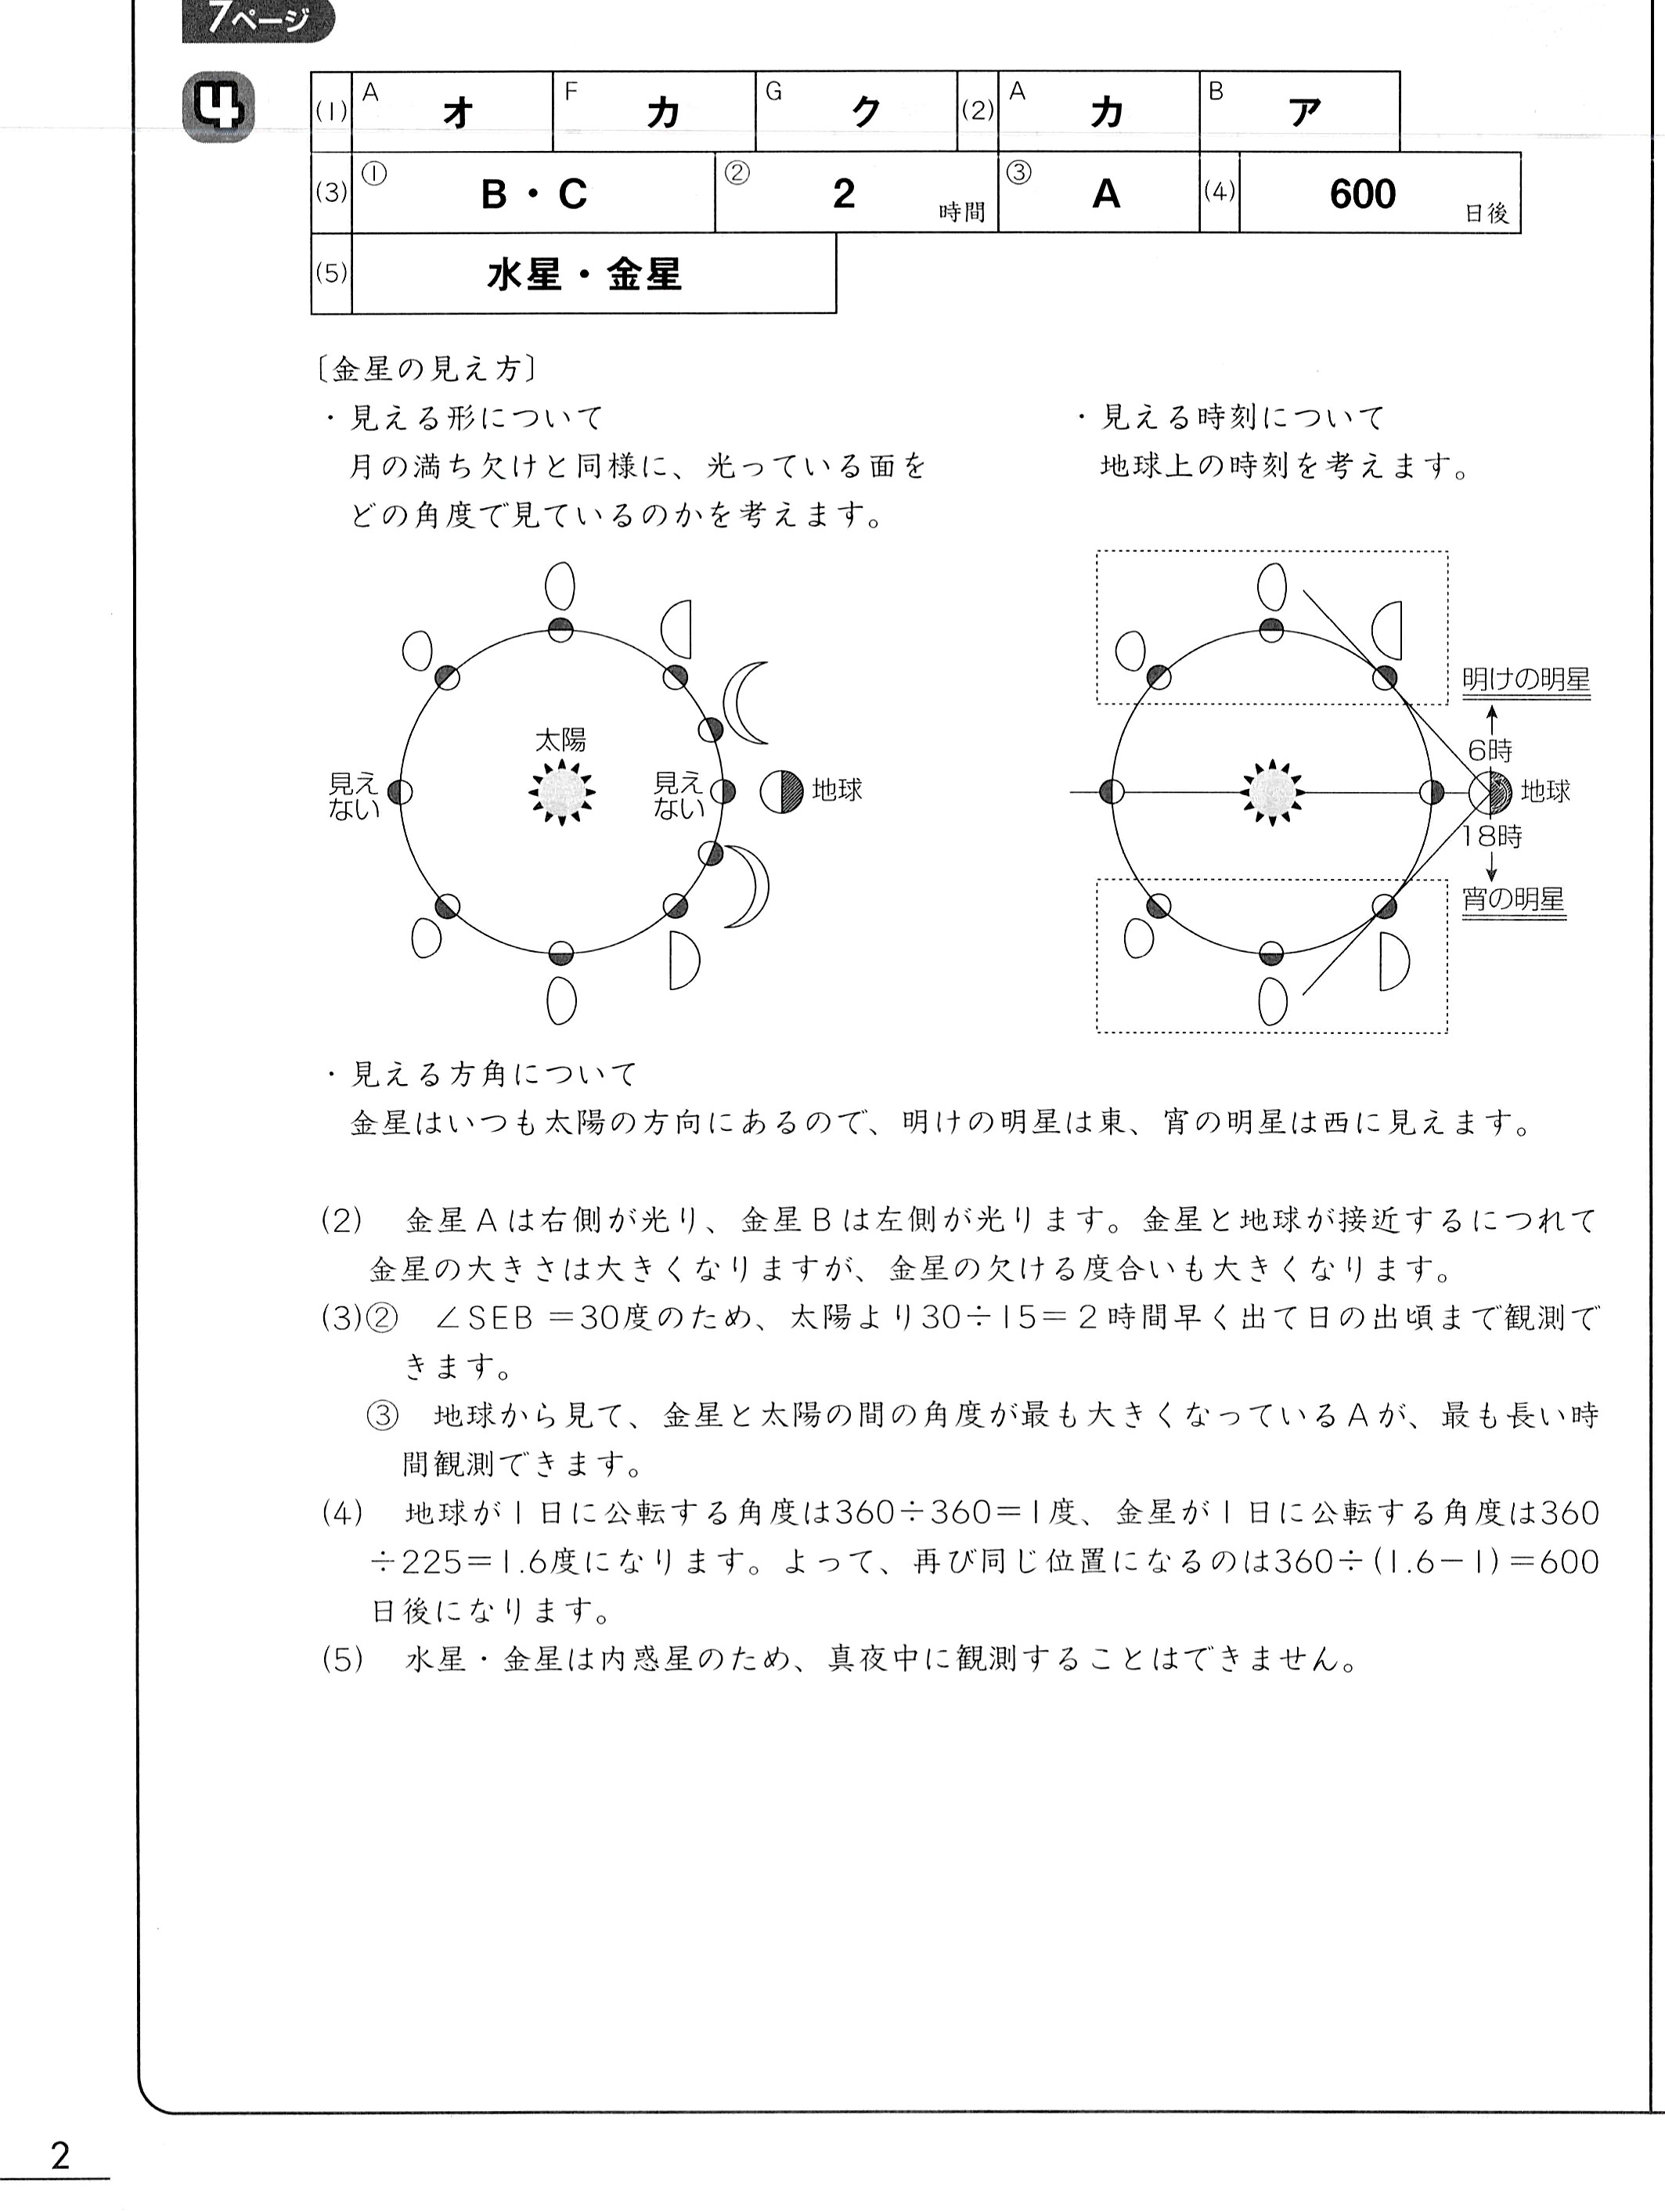 7ページ
4
(1) A オ F カ G ク (2) A カ B ア
(3) ① B・C ② 2 時間 ③ A (4) 600 日後
(5) 水星・金星
〔金星の見え方〕
・見える形について
月の満ち欠けと同様に、光っている面を
どの角度で見ているのかを考えます。
太陽
見え
ない
見え
ない
地球
・見える時刻について
地球上の時刻を考えます。
明けの明星
6時
地球
18時
宵の明星
・見える方角について
金星はいつも太陽の方向にあるので、明けの明星は東、宵の明星は西に見えます。
(2) 金星Aは右側が光り、金星Bは左側が光ります。金星と地球が接近するにつれて
金星の大きさは大きくなりますが、金星の欠ける度合いも大きくなります。
(3)② ∠SEB=30度のため、太陽より30÷15=2時間早く出て日の出頃まで観測で
きます。
③ 地球から見て、金星と太陽の間の角度が最も大きくなっているAが、最も長い時
間観測できます。
(4) 地球が1日に公転する角度は360÷360=1度、金星が1日に公転する角度は360
÷225=1.6度になります。よって、再び同じ位置になるのは360÷(1.6-1)=600
日後になります。
(5) 水星・金星は内惑星のため、真夜中に観測することはできません。
2